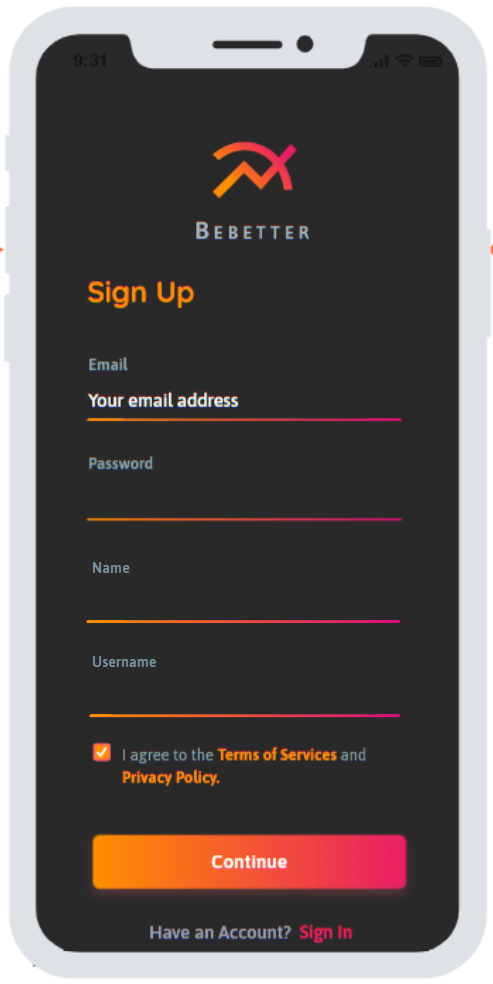 9:31
BEBETTER
Sign Up
Email
Your email address
Password
Name
Username
I agree to the Terms of Services and
Privacy Policy.
Continue
Have an Account? Sign In